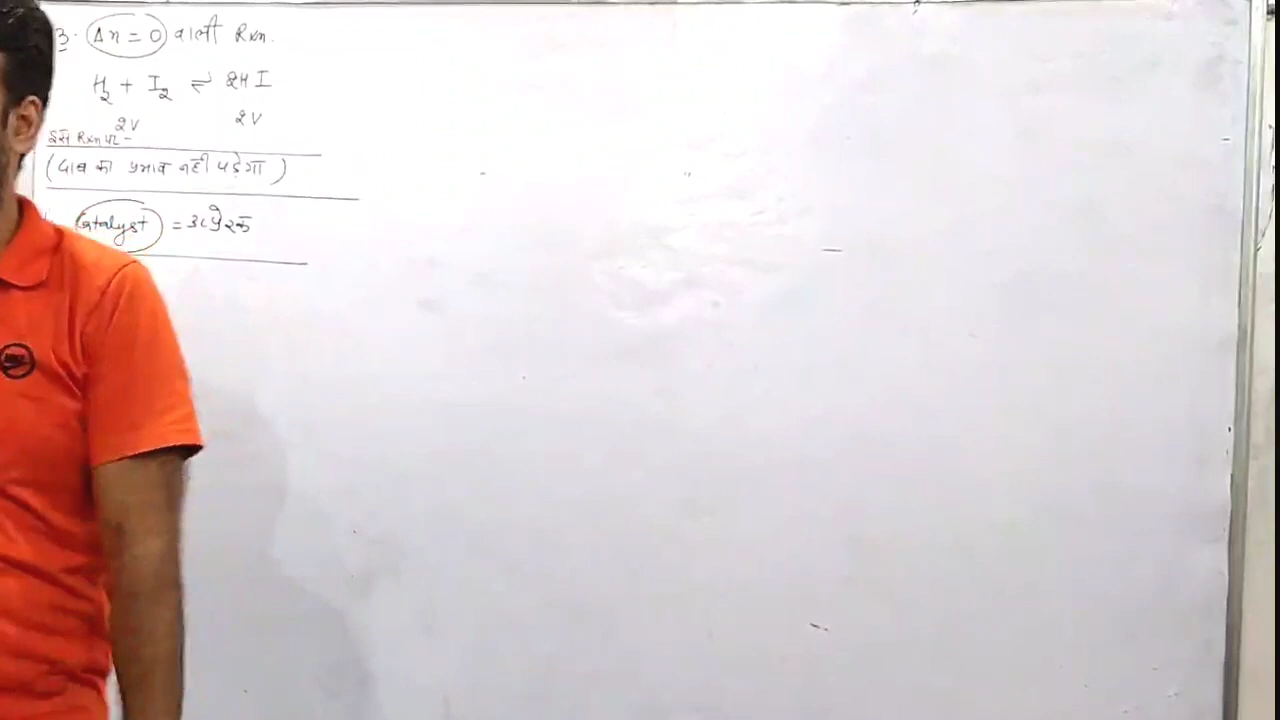 3. Δn = 0 वाली Rxn.
H₂ + I₂ ⇌ 2HI
2V 2V
इस Rxn पर -
(दाब का प्रभाव नहीं पड़ेगा)
Catalyst = उत्प्रेरक